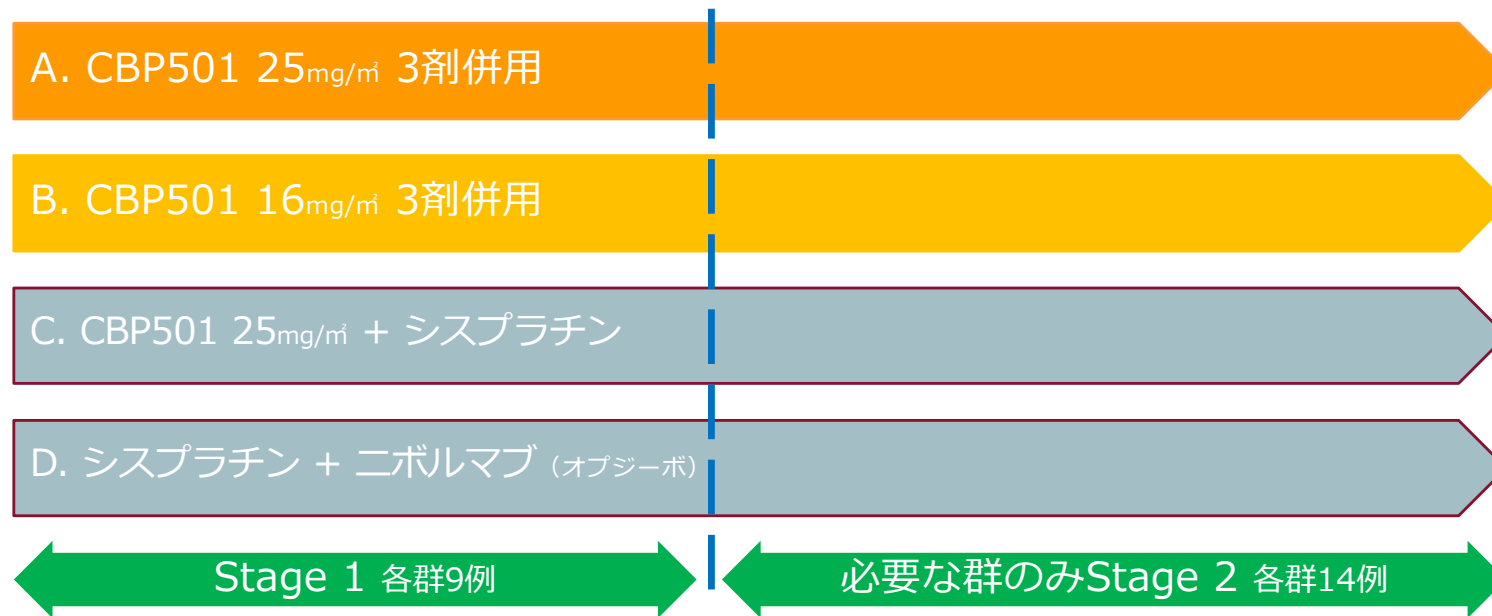 A. CBP501 25mg/㎡ 3剤併用
B. CBP501 16mg/㎡ 3剤併用
C. CBP501 25mg/㎡ + シスプラチン
D. シスプラチン + ニボルマブ（オプジーボ）
Stage 1 各群9例
必要な群のみStage 2 各群14例